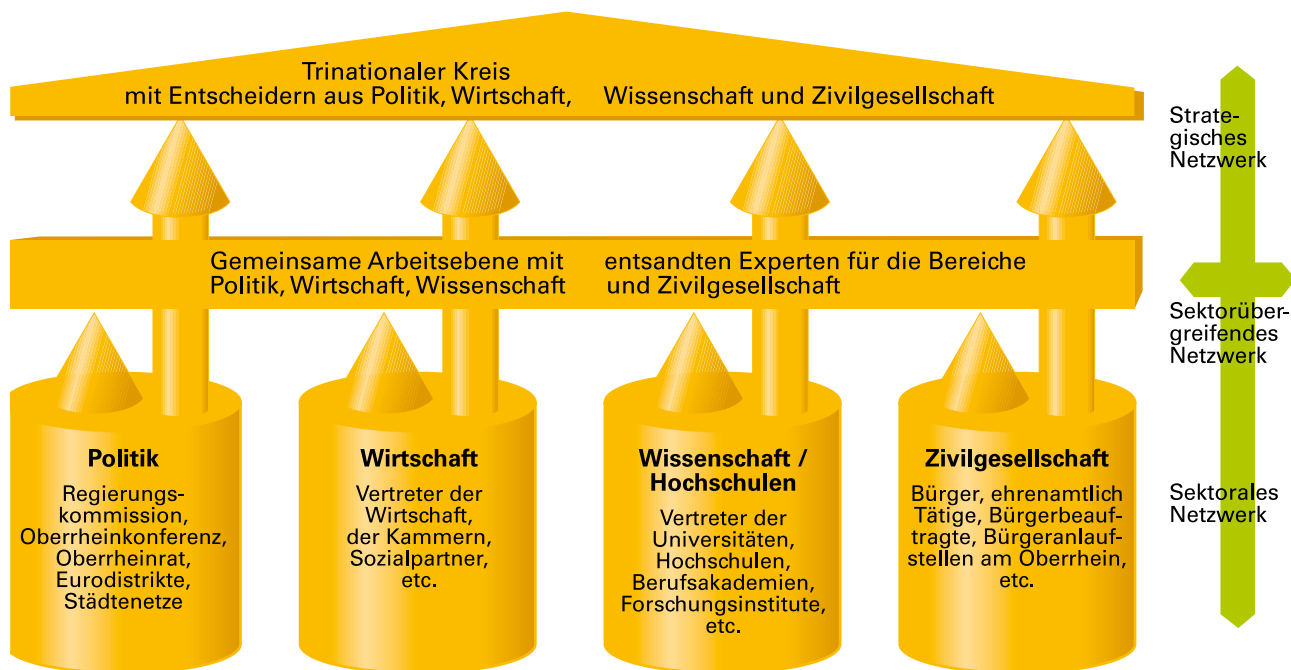 Trinationaler Kreis
mit Entscheidern aus Politik, Wirtschaft, Wissenschaft und Zivilgesellschaft
Strate-
gisches
Netzwerk
Gemeinsame Arbeitsebene mit entsandten Experten für die Bereiche
Politik, Wirtschaft, Wissenschaft und Zivilgesellschaft
Sektorüber-
greifendes
Netzwerk
Politik
Regierungs-
kommission,
Oberrheinkonferenz,
Oberrheinrat,
Eurodistrikte,
Städtenetze
Wirtschaft
Vertreter der
Wirtschaft,
der Kammern,
Sozialpartner,
etc.
Wissenschaft /
Hochschulen
Vertreter der
Universitäten,
Hochschulen,
Berufsakademien,
Forschungsinstitute,
etc.
Zivilgesellschaft
Bürger, ehrenamtlich
Tätige, Bürgerbeauf-
tragte, Bürgeranlauf-
stellen am Oberrhein,
etc.
Sektorales
Netzwerk